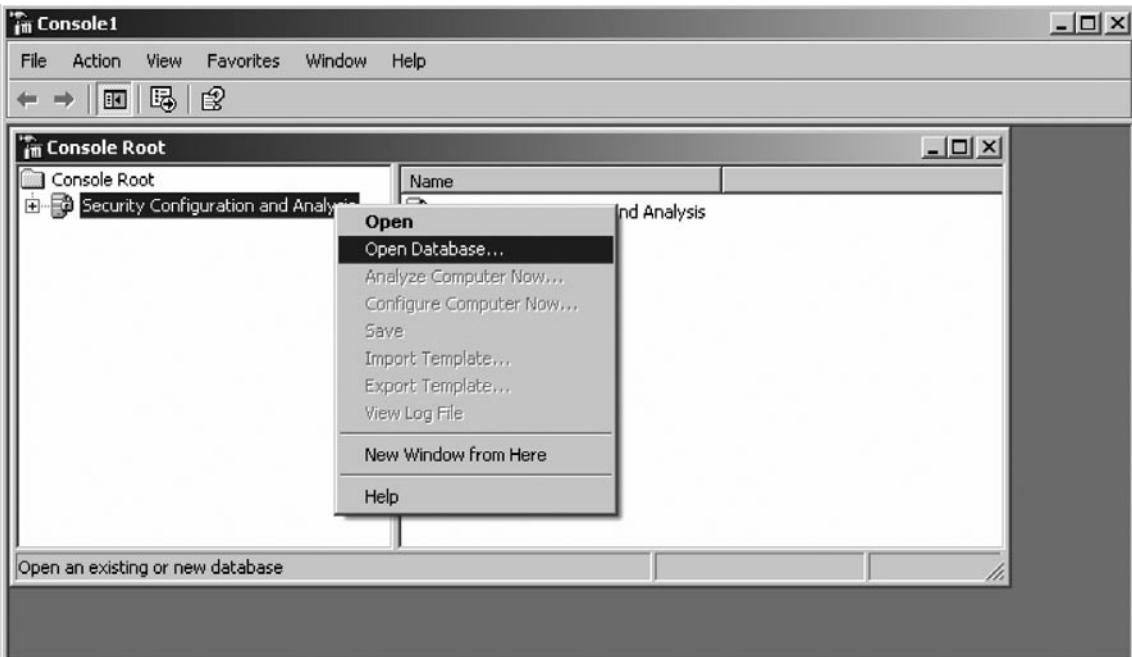 Console1
File Action View Favorites Window Help
Console Root
Console Root
Name
Security Configuration and Analysis
nd Analysis
Open
Open Database...
Analyze Computer Now...
Configure Computer Now...
Save
Import Template...
Export Template...
View Log File
New Window from Here
Help
Open an existing or new database